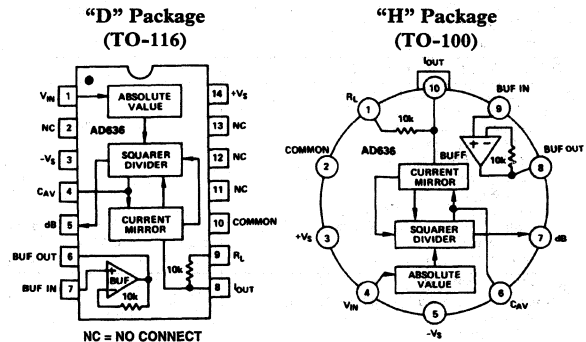 “D” Package
(TO-116)
VIN 1
ABSOLUTE
VALUE
14 +VS
NC 2
AD636
13 NC
-VS 3
SQUARER
DIVIDER
12 NC
CAV 4
11 NC
dB 5
CURRENT
MIRROR
10 COMMON
BUF OUT 6
9 RL
10k
BUF IN 7
+
BUF
-
10k
8 IOUT
NC = NO CONNECT
“H” Package
(TO-100)
IOUT
10
RL
1
BUF IN
9
10k
COMMON
2
AD636
BUFF
+ -
10k
BUF OUT
8
CURRENT
MIRROR
+VS
3
SQUARER
DIVIDER
dB
7
ABSOLUTE
VALUE
VIN
4
CAV
6
5
-VS